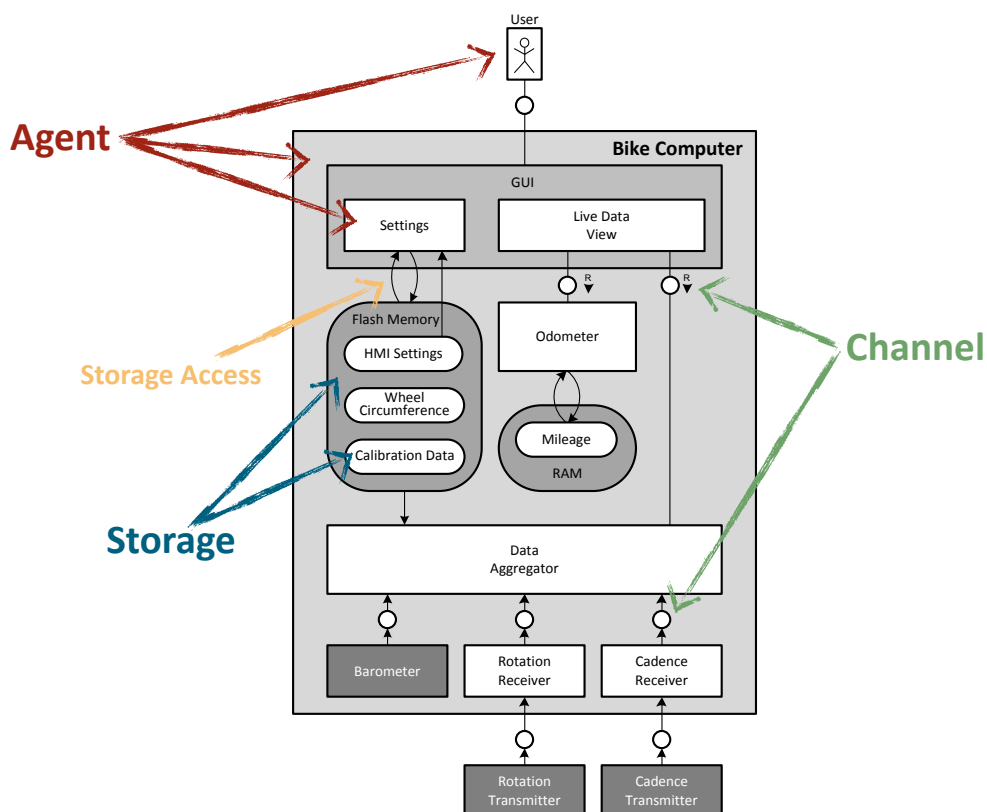 User
Agent
Bike Computer
GUI
Settings
Live Data
View
R
R
Flash Memory
Odometer
Channel
HMI Settings
Storage Access
Wheel
Circumference
Mileage
Calibration Data
RAM
Storage
Data
Aggregator
Barometer
Rotation
Receiver
Cadence
Receiver
Rotation
Transmitter
Cadence
Transmitter